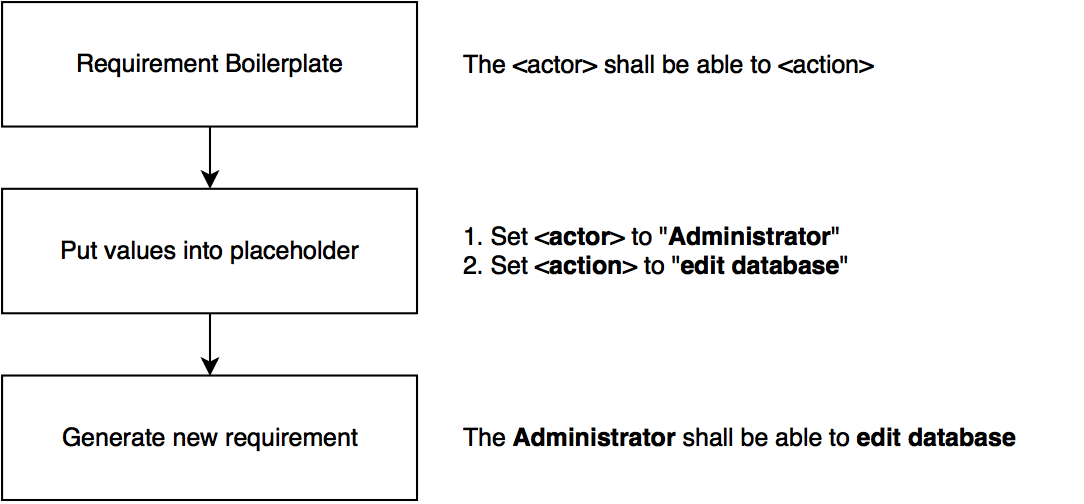 Requirement Boilerplate
The <actor> shall be able to <action>
Put values into placeholder
1. Set <actor> to "Administrator"
2. Set <action> to "edit database"
Generate new requirement
The Administrator shall be able to edit database